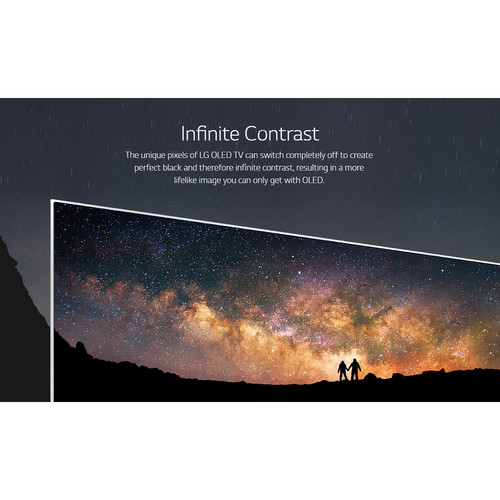 Infinite Contrast
The unique pixels of LG OLED TV can switch completely off to create
perfect black and therefore infinite contrast, resulting in a more
lifelike image you can only get with OLED.